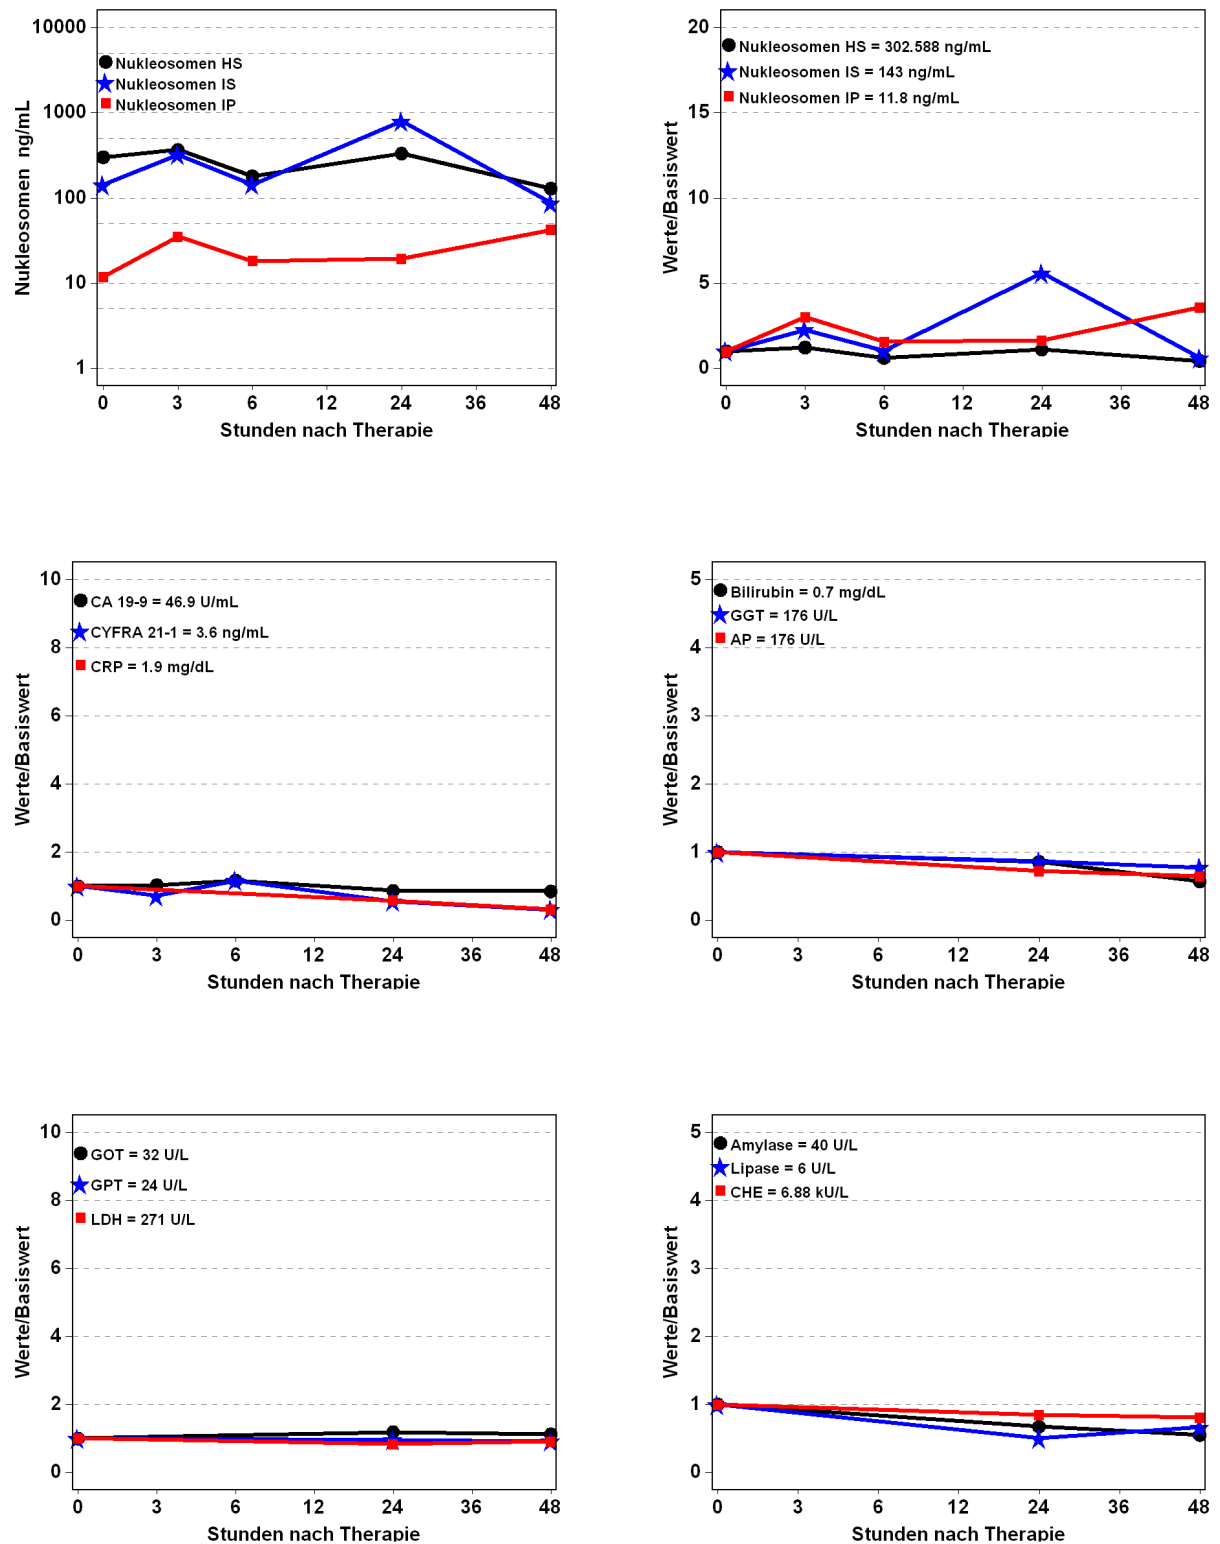 10000
1000
100
10
1
Nukleosomen ng/mL
Nukleosomen HS
Nukleosomen IS
Nukleosomen IP
0 3 6 12 24 36 48
Stunden nach Therapie
20
15
10
5
0
Werte/Basiswert
Nukleosomen HS = 302.588 ng/mL
Nukleosomen IS = 143 ng/mL
Nukleosomen IP = 11.8 ng/mL
0 3 6 12 24 36 48
Stunden nach Therapie
10
8
6
4
2
0
Werte/Basiswert
CA 19-9 = 46.9 U/mL
CYFRA 21-1 = 3.6 ng/mL
CRP = 1.9 mg/dL
0 3 6 12 24 36 48
Stunden nach Therapie
5
4
3
2
1
0
Werte/Basiswert
Bilirubin = 0.7 mg/dL
GGT = 176 U/L
AP = 176 U/L
0 3 6 12 24 36 48
Stunden nach Therapie
10
8
6
4
2
0
Werte/Basiswert
GOT = 32 U/L
GPT = 24 U/L
LDH = 271 U/L
0 3 6 12 24 36 48
Stunden nach Therapie
5
4
3
2
1
0
Werte/Basiswert
Amylase = 40 U/L
Lipase = 6 U/L
CHE = 6.88 kU/L
0 3 6 12 24 36 48
Stunden nach Therapie